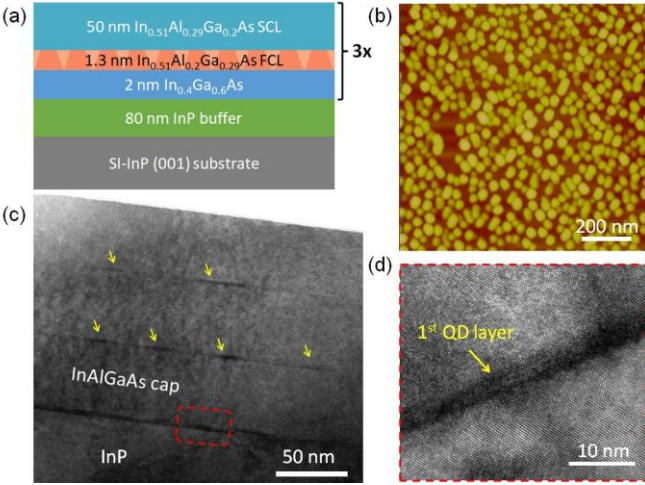 (a)
50 nm In0.51Al0.29Ga0.2As SCL
1.3 nm In0.51Al0.2Ga0.29As FCL
2 nm In0.4Ga0.6As
80 nm InP buffer
SI-InP (001) substrate
3x
(b)
200 nm
(c)
InAlGaAs cap
InP
50 nm
(d)
1st QD layer
10 nm